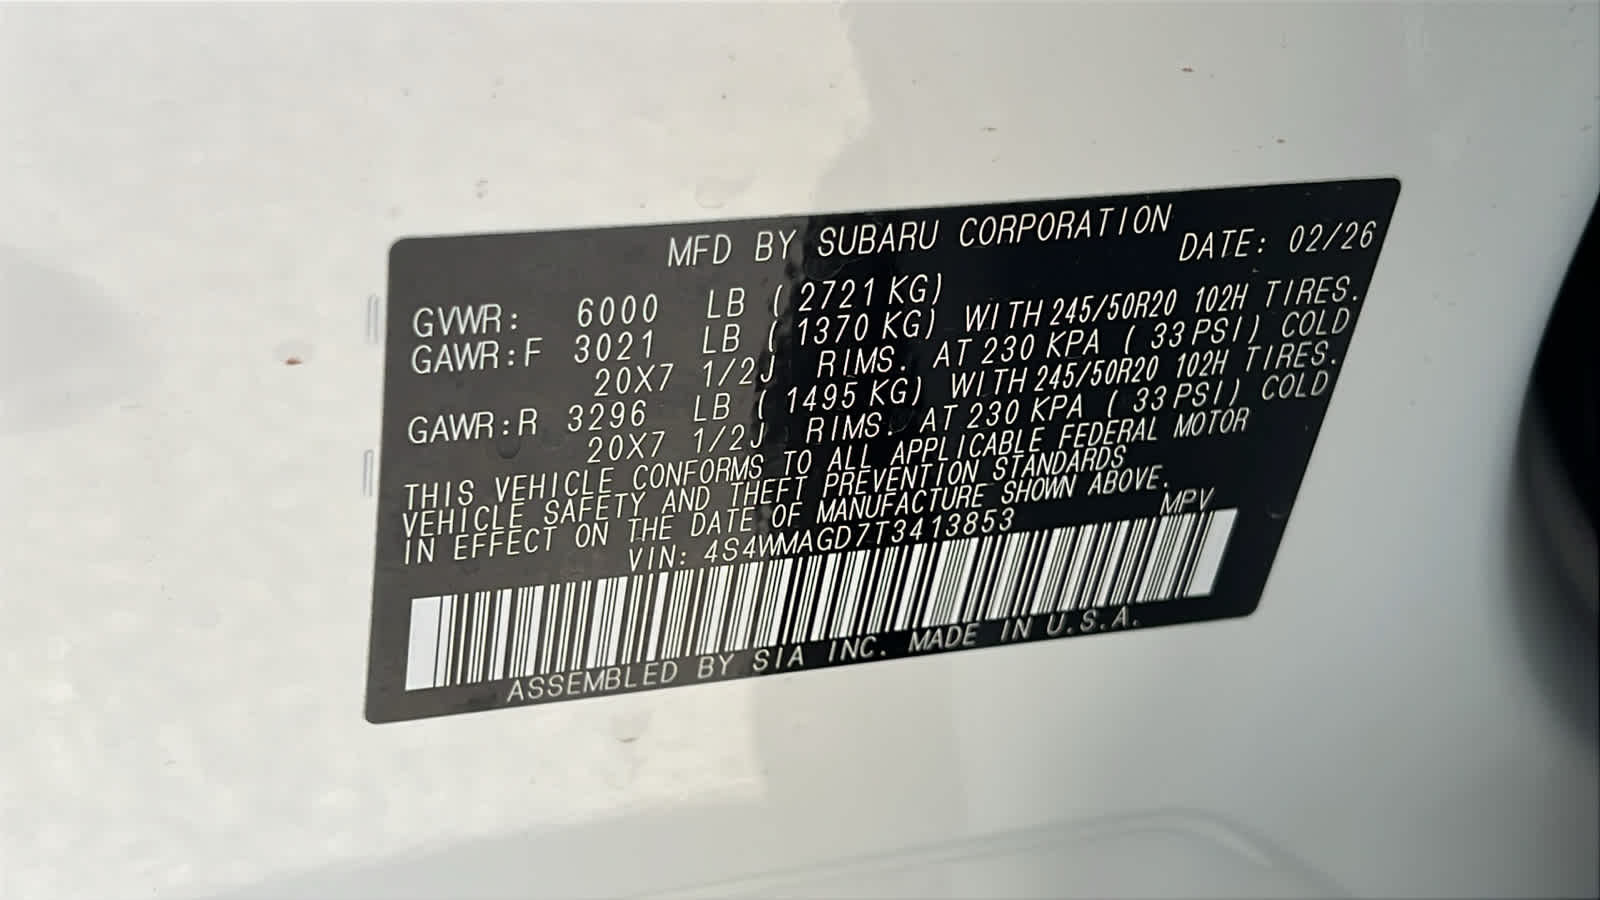 MFD BY SUBARU CORPORATION
DATE: 02/26
GVWR: 6000 LB ( 2721 KG)
GAWR:F 3021 LB ( 1370 KG) WITH 245/50R20 102H TIRES.
20X7 1/2J RIMS. AT 230 KPA ( 33 PSI) COLD
GAWR:R 3296 LB ( 1495 KG) WITH 245/50R20 102H TIRES.
20X7 1/2J RIMS. AT 230 KPA ( 33 PSI) COLD
THIS VEHICLE CONFORMS TO ALL APPLICABLE FEDERAL MOTOR
VEHICLE SAFETY AND THEFT PREVENTION STANDARDS
IN EFFECT ON THE DATE OF MANUFACTURE SHOWN ABOVE.
VIN: 4S4WMAGD7T3413853 MPV
ASSEMBLED BY SIA INC. MADE IN U.S.A.